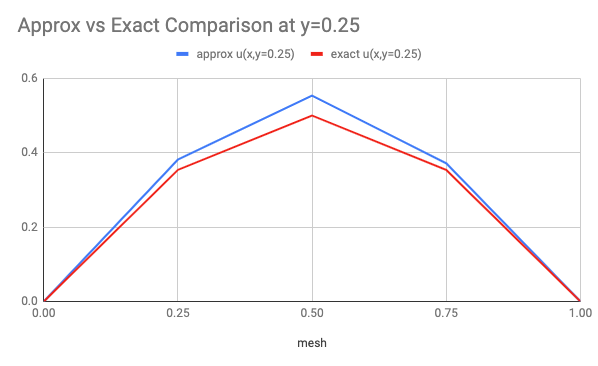 Approx vs Exact Comparison at y=0.25
approx u(x,y=0.25) exact u(x,y=0.25)
0.6
0.4
0.2
0.0
0.00 0.25 0.50 0.75 1.00
mesh